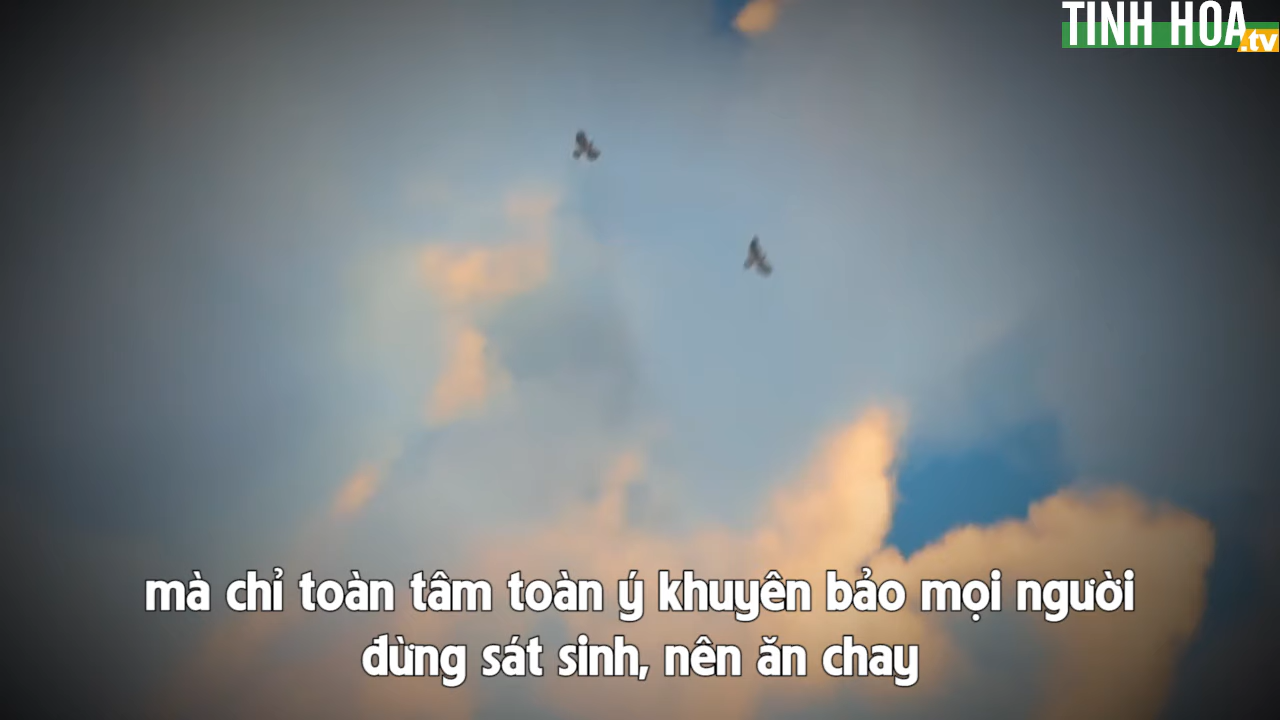 TINH HOA
.tv
mà chỉ toàn tâm toàn ý khuyên bảo mọi người
đừng sát sinh, nên ăn chay